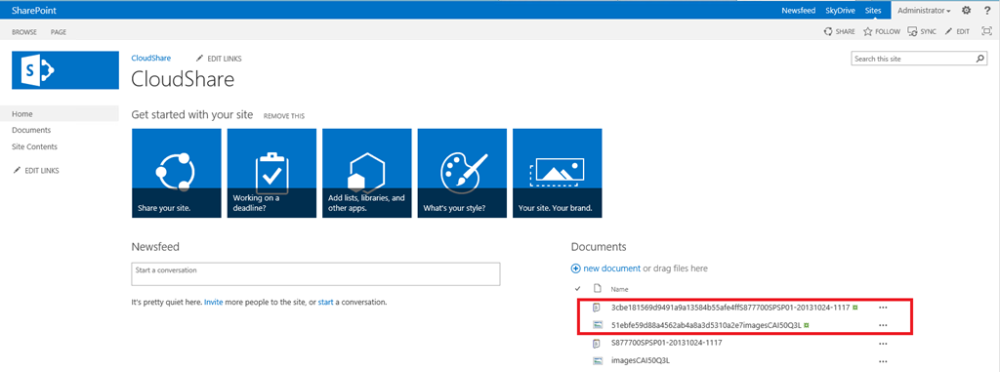 SharePoint
Newsfeed SkyDrive Sites Administrator ?
BROWSE PAGE
SHARE FOLLOW SYNC EDIT
S
CloudShare EDIT LINKS
Search this site
CloudShare
Home
Documents
Site Contents
EDIT LINKS
Get started with your site REMOVE THIS
Share your site.
Working on a
deadline?
Add lists, libraries, and
other apps.
What's your style?
Your site. Your brand.
Newsfeed
Start a conversation
It's pretty quiet here. Invite more people to the site, or start a conversation.
Documents
new document or drag files here
Name
3cbe181569d9491a9a13584b55afe4ffS877700SPSP01-20131024-1117 ...
51ebfe59d88a4562ab4a8a3d5310a2e7imagesCAI50Q3L ...
S877700SPSP01-20131024-1117 ...
imagesCAI50Q3L ...